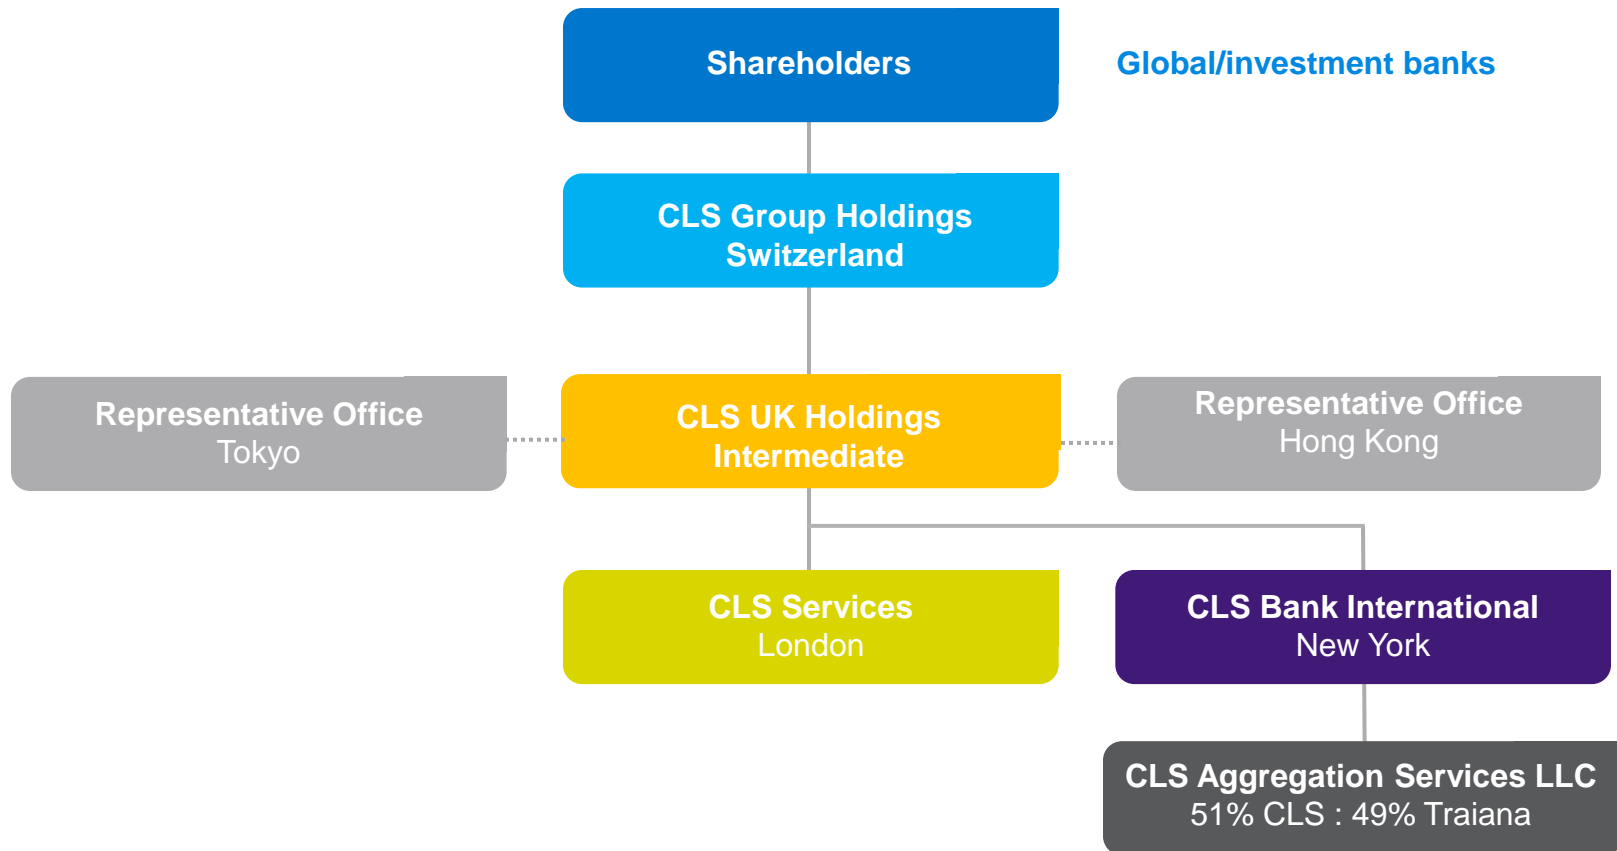 Shareholders
Global/investment banks
CLS Group Holdings
Switzerland
Representative Office
Tokyo
CLS UK Holdings
Intermediate
Representative Office
Hong Kong
CLS Services
London
CLS Bank International
New York
CLS Aggregation Services LLC
51% CLS : 49% Traiana